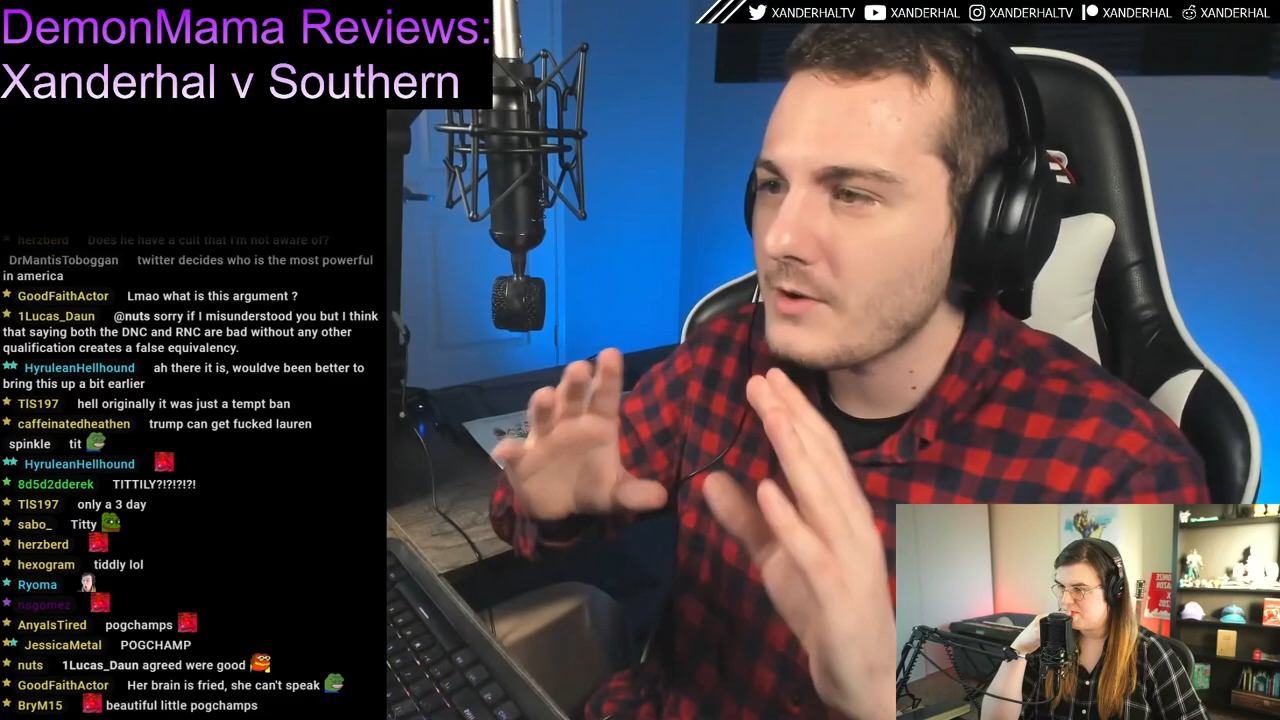 DemonMama Reviews:
Xanderhal v Southern
XANDERHALTV XANDERHAL XANDERHALTV XANDERHAL XANDERHAL
herzberd Does he have a cult that I'm not aware of?
DrMantisToboggan twitter decides who is the most powerful
in america
GoodFaithActor Lmao what is this argument ?
1Lucas_Daun @nuts sorry if I misunderstood you but I think
that saying both the DNC and RNC are bad without any other
qualification creates a false equivalency.
HyruleanHellhound ah there it is, wouldve been better to
bring this up a bit earlier
TlS197 hell originally it was just a tempt ban
caffeinatedheathen trump can get fucked lauren
spinkle tit
HyruleanHellhound
8d5d2dderek TITTILY?!?!?!?!
TlS197 only a 3 day
sabo_ Titty
herzberd
hexogram tiddly lol
Ryoma
nsgomez
AnyaIsTired pogchamps
JessicaMetal POGCHAMP
nuts 1Lucas_Daun agreed were good
GoodFaithActor Her brain is fried, she can't speak
BryM15 beautiful little pogchamps